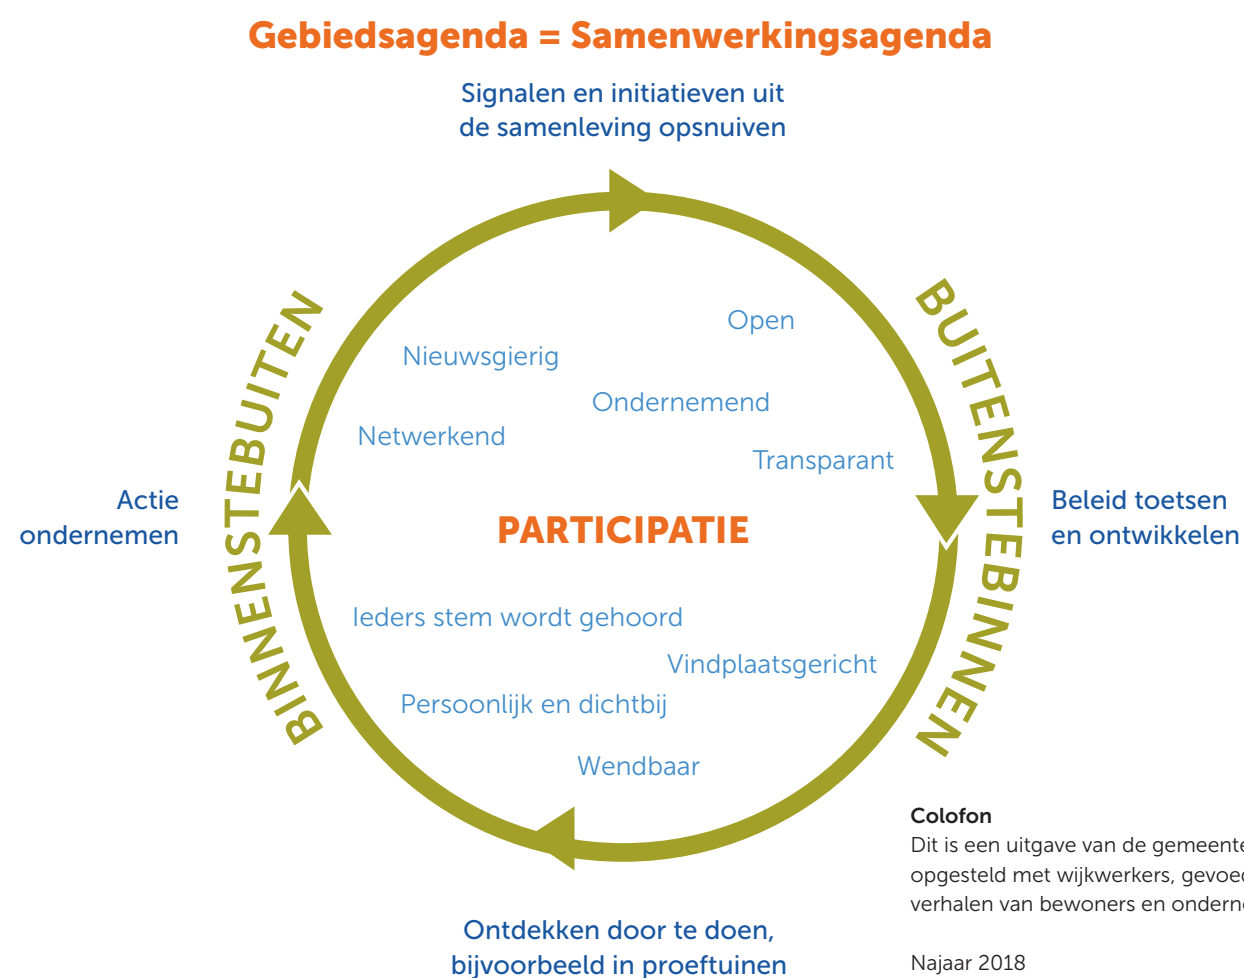 Gebiedsagenda = Samenwerkingsagenda
Signalen en initiatieven uit
de samenleving opsnuiven
BINNENSTEBUITEN
BUITENSTEBINNEN
Open
Nieuwsgierig
Ondernemend
Netwerkend
Transparant
Actie
ondernemen
PARTICIPATIE
Beleid toetsen
en ontwikkelen
Ieders stem wordt gehoord
Vindplaatsgericht
Persoonlijk en dichtbij
Wendbaar
Colofon
Dit is een uitgave van de gemeente
opgesteld met wijkwerkers,
verhalen van bewoners en
Najaar 2018
Ontdekken door te doen,
bijvoorbeeld in proeftuinen